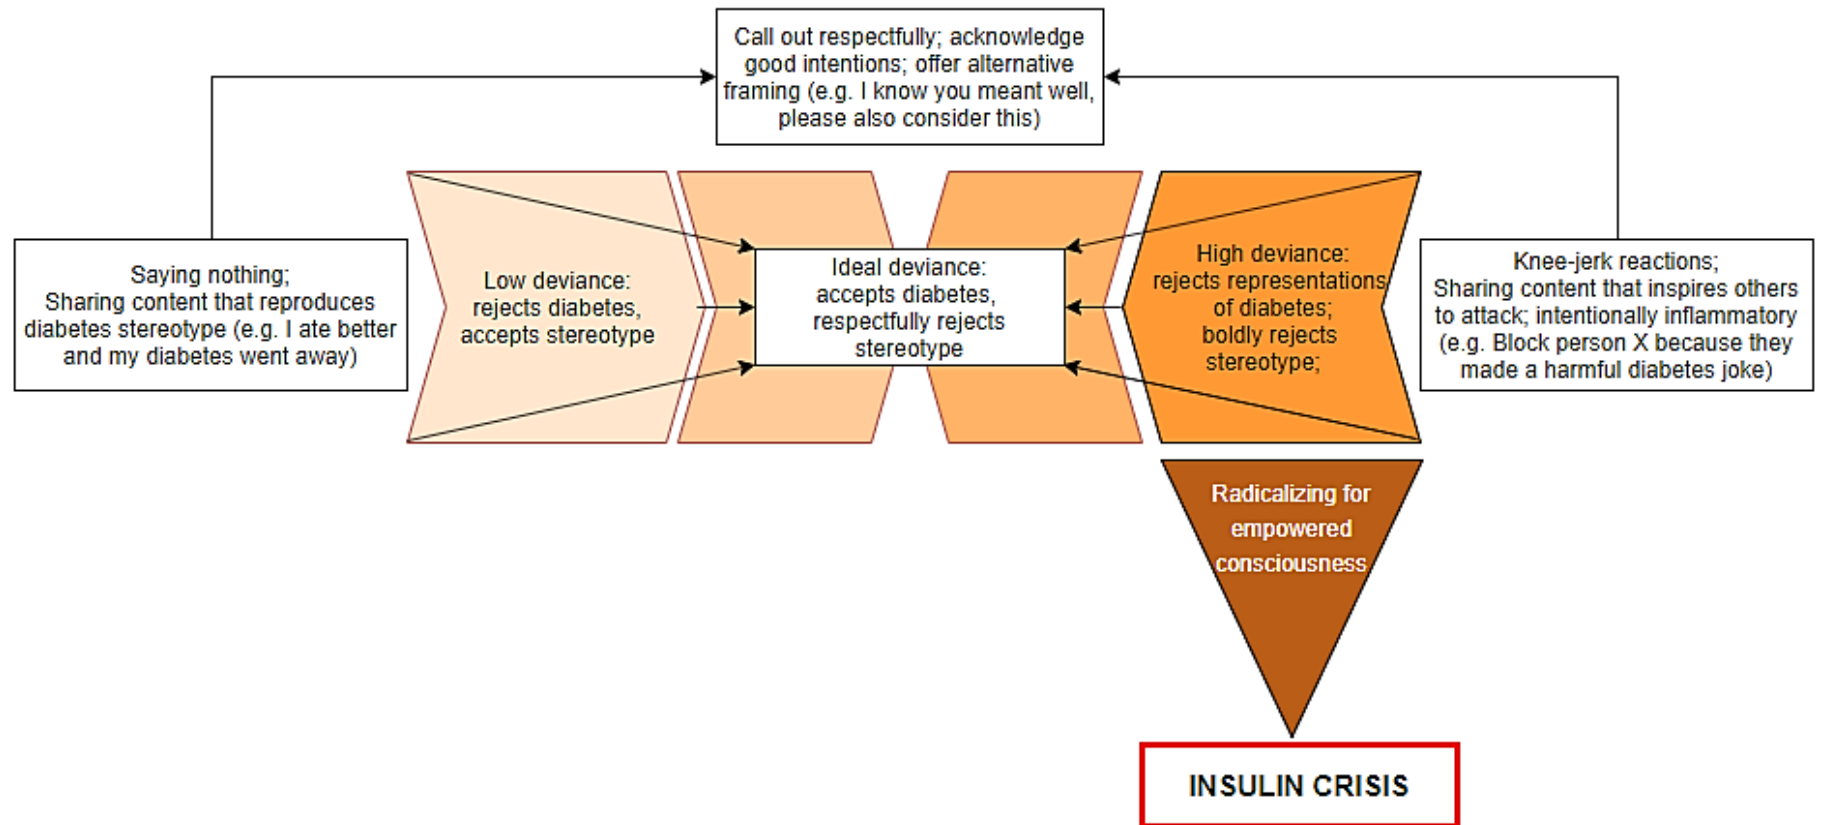 Call out respectfully; acknowledge
good intentions; offer alternative
framing (e.g. I know you meant well,
please also consider this)
Saying nothing;
Sharing content that reproduces
diabetes stereotype (e.g. I ate better
and my diabetes went away)
Low deviance:
rejects diabetes,
accepts stereotype
Ideal deviance:
accepts diabetes,
respectfully rejects
stereotype
High deviance:
rejects representations
of diabetes;
boldly rejects
stereotype;
Knee-jerk reactions;
Sharing content that inspires others
to attack; intentionally inflammatory
(e.g. Block person X because they
made a harmful diabetes joke)
Radicalizing for
empowered
consciousness
INSULIN CRISIS